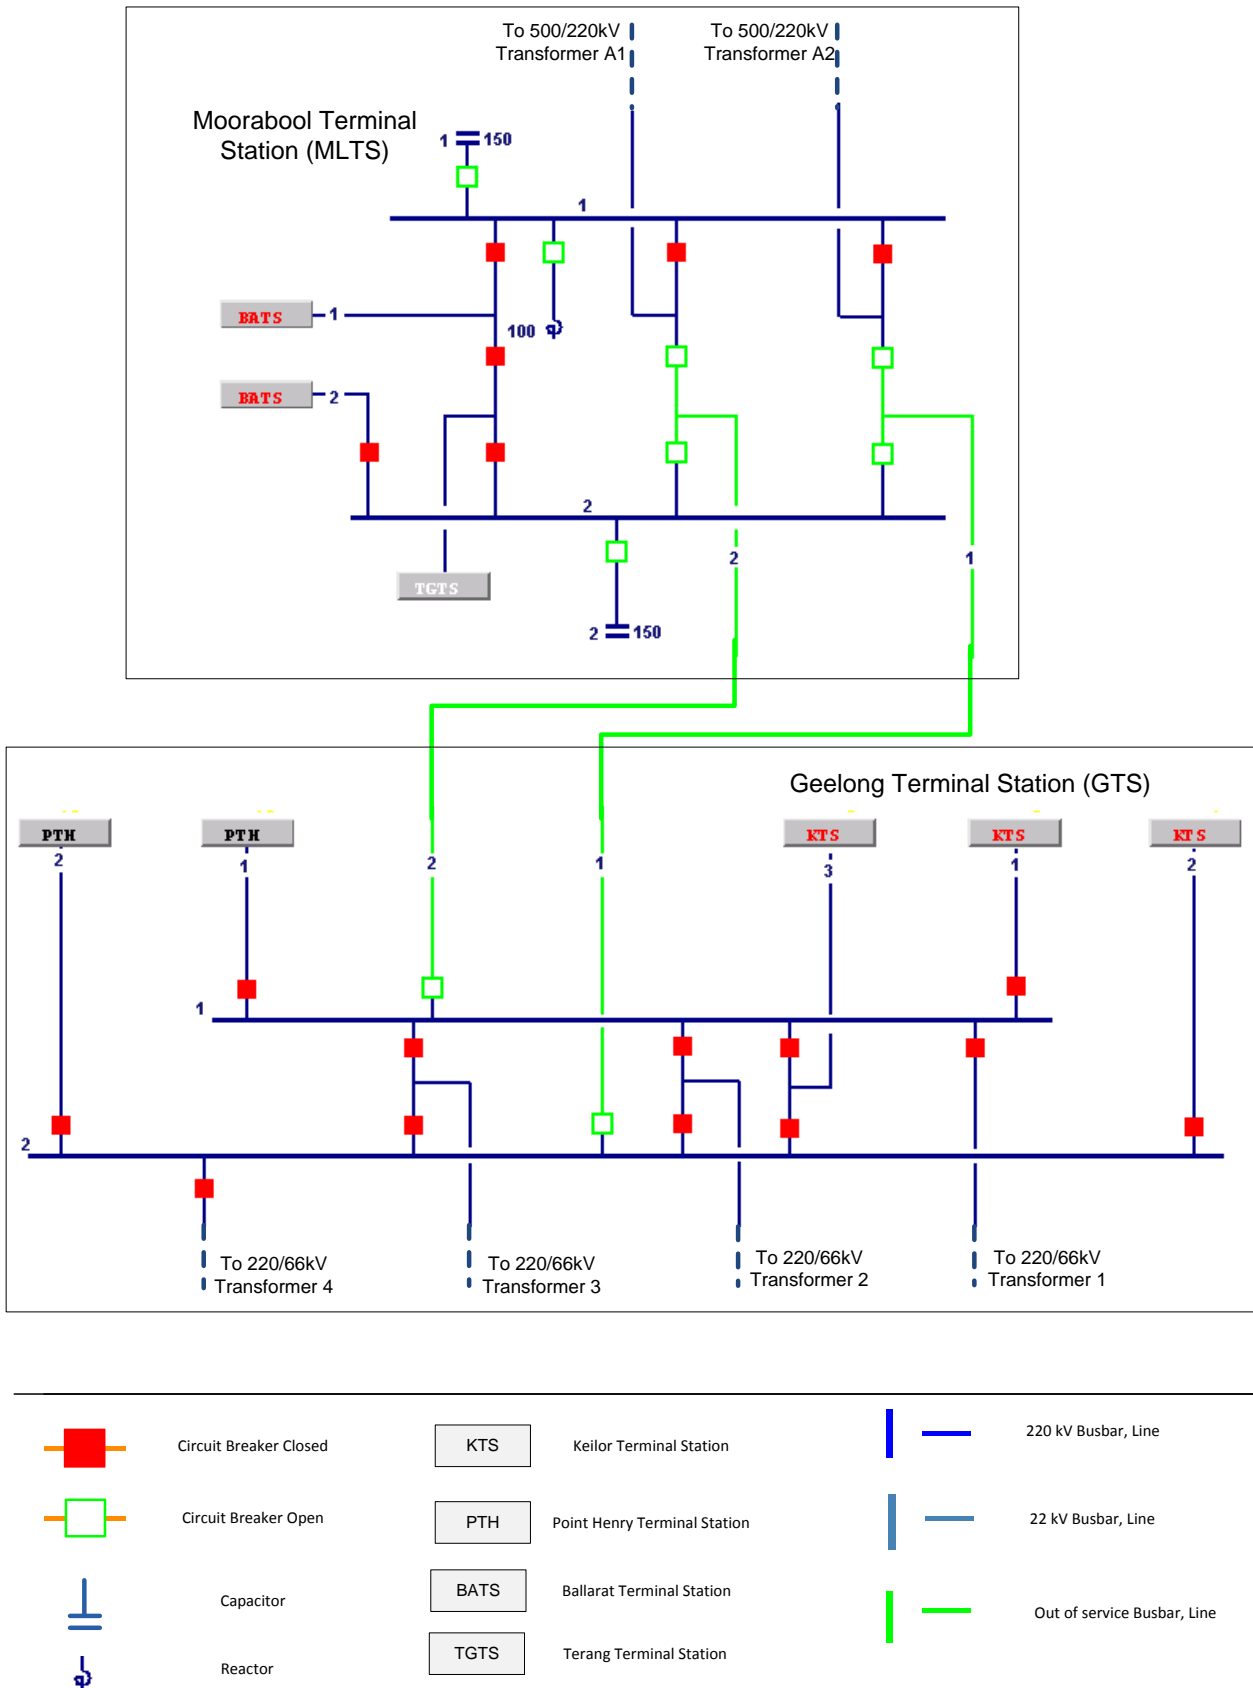 To 500/220kV
Transformer A1
To 500/220kV
Transformer A2
Moorabool Terminal
Station (MLTS)
1 150
1
BATS 1
100
BATS 2
2
2
1
TGTS
2 150
Geelong Terminal Station (GTS)
PTH
PTH
KTS
KTS
KTS
2
1
2
1
3
1
2
1
2
To 220/66kV
Transformer 4
To 220/66kV
Transformer 3
To 220/66kV
Transformer 2
To 220/66kV
Transformer 1
Circuit Breaker Closed
KTS
Keilor Terminal Station
220 kV Busbar, Line
Circuit Breaker Open
PTH
Point Henry Terminal Station
22 kV Busbar, Line
Capacitor
BATS
Ballarat Terminal Station
Out of service Busbar, Line
Reactor
TGTS
Terang Terminal Station